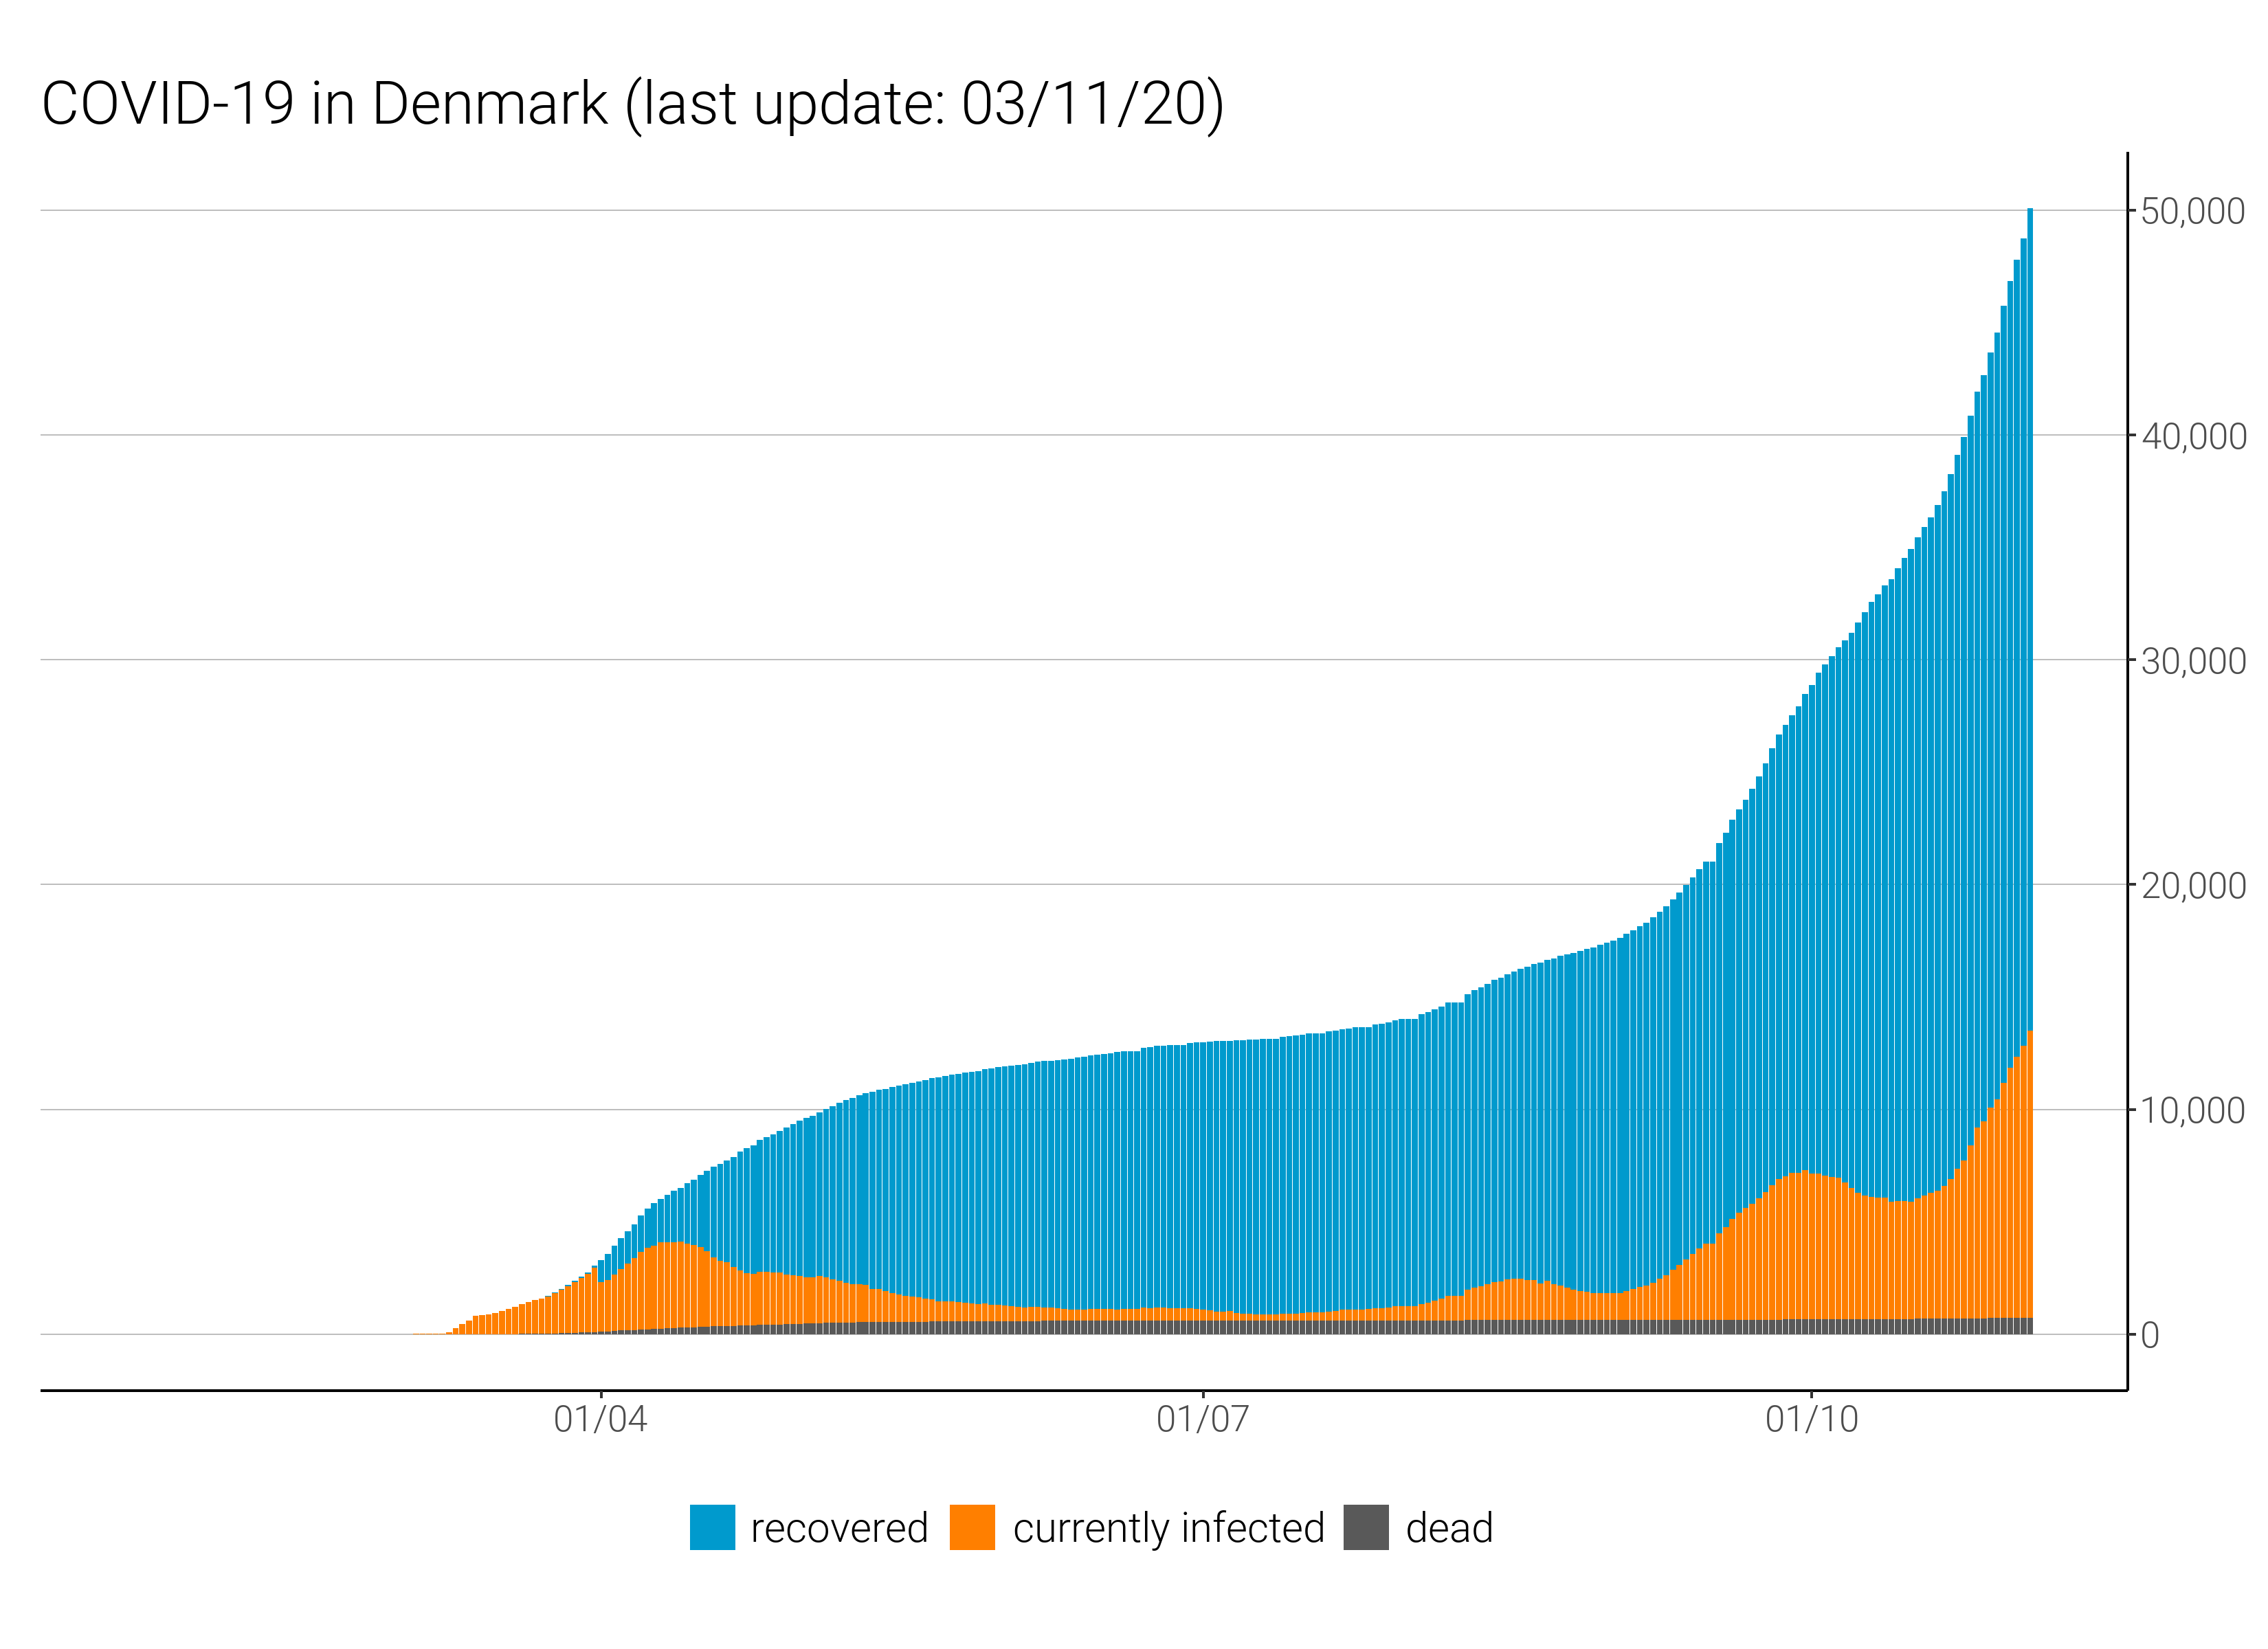 COVID-19 in Denmark (last update: 03/11/20)
50,000
40,000
30,000
20,000
10,000
0
01/04 01/07 01/10
recovered currently infected dead